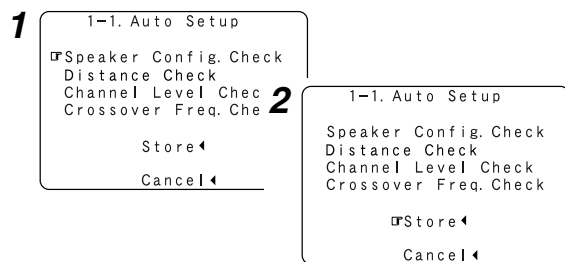 1
1-1. Auto Setup
☞Speaker Config. Check
Distance Check
Channel Level Chec
Crossover Freq. Che
Store◀
Cancel◀
2
1-1. Auto Setup
Speaker Config. Check
Distance Check
Channel Level Check
Crossover Freq. Check
☞Store◀
Cancel◀